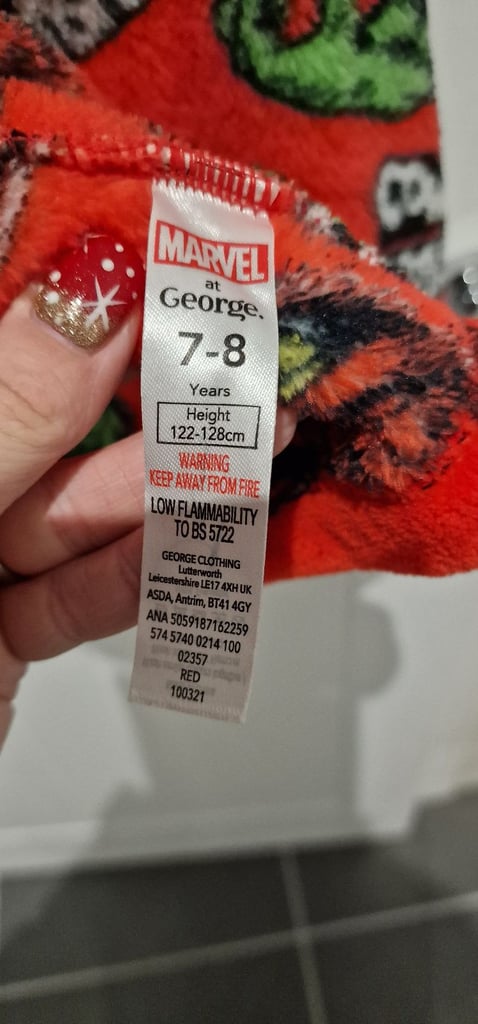 MARVEL
at
George.
7-8
Years
Height
122-128cm
WARNING
KEEP AWAY FROM FIRE
LOW FLAMMABILITY
TO BS 5722
GEORGE CLOTHING
Lutterworth
Leicestershire LE17 4XH UK
ASDA, Antrim, BT41 4GY
ANA 5059187162259
574 5740 0214 100
02357
RED
100321